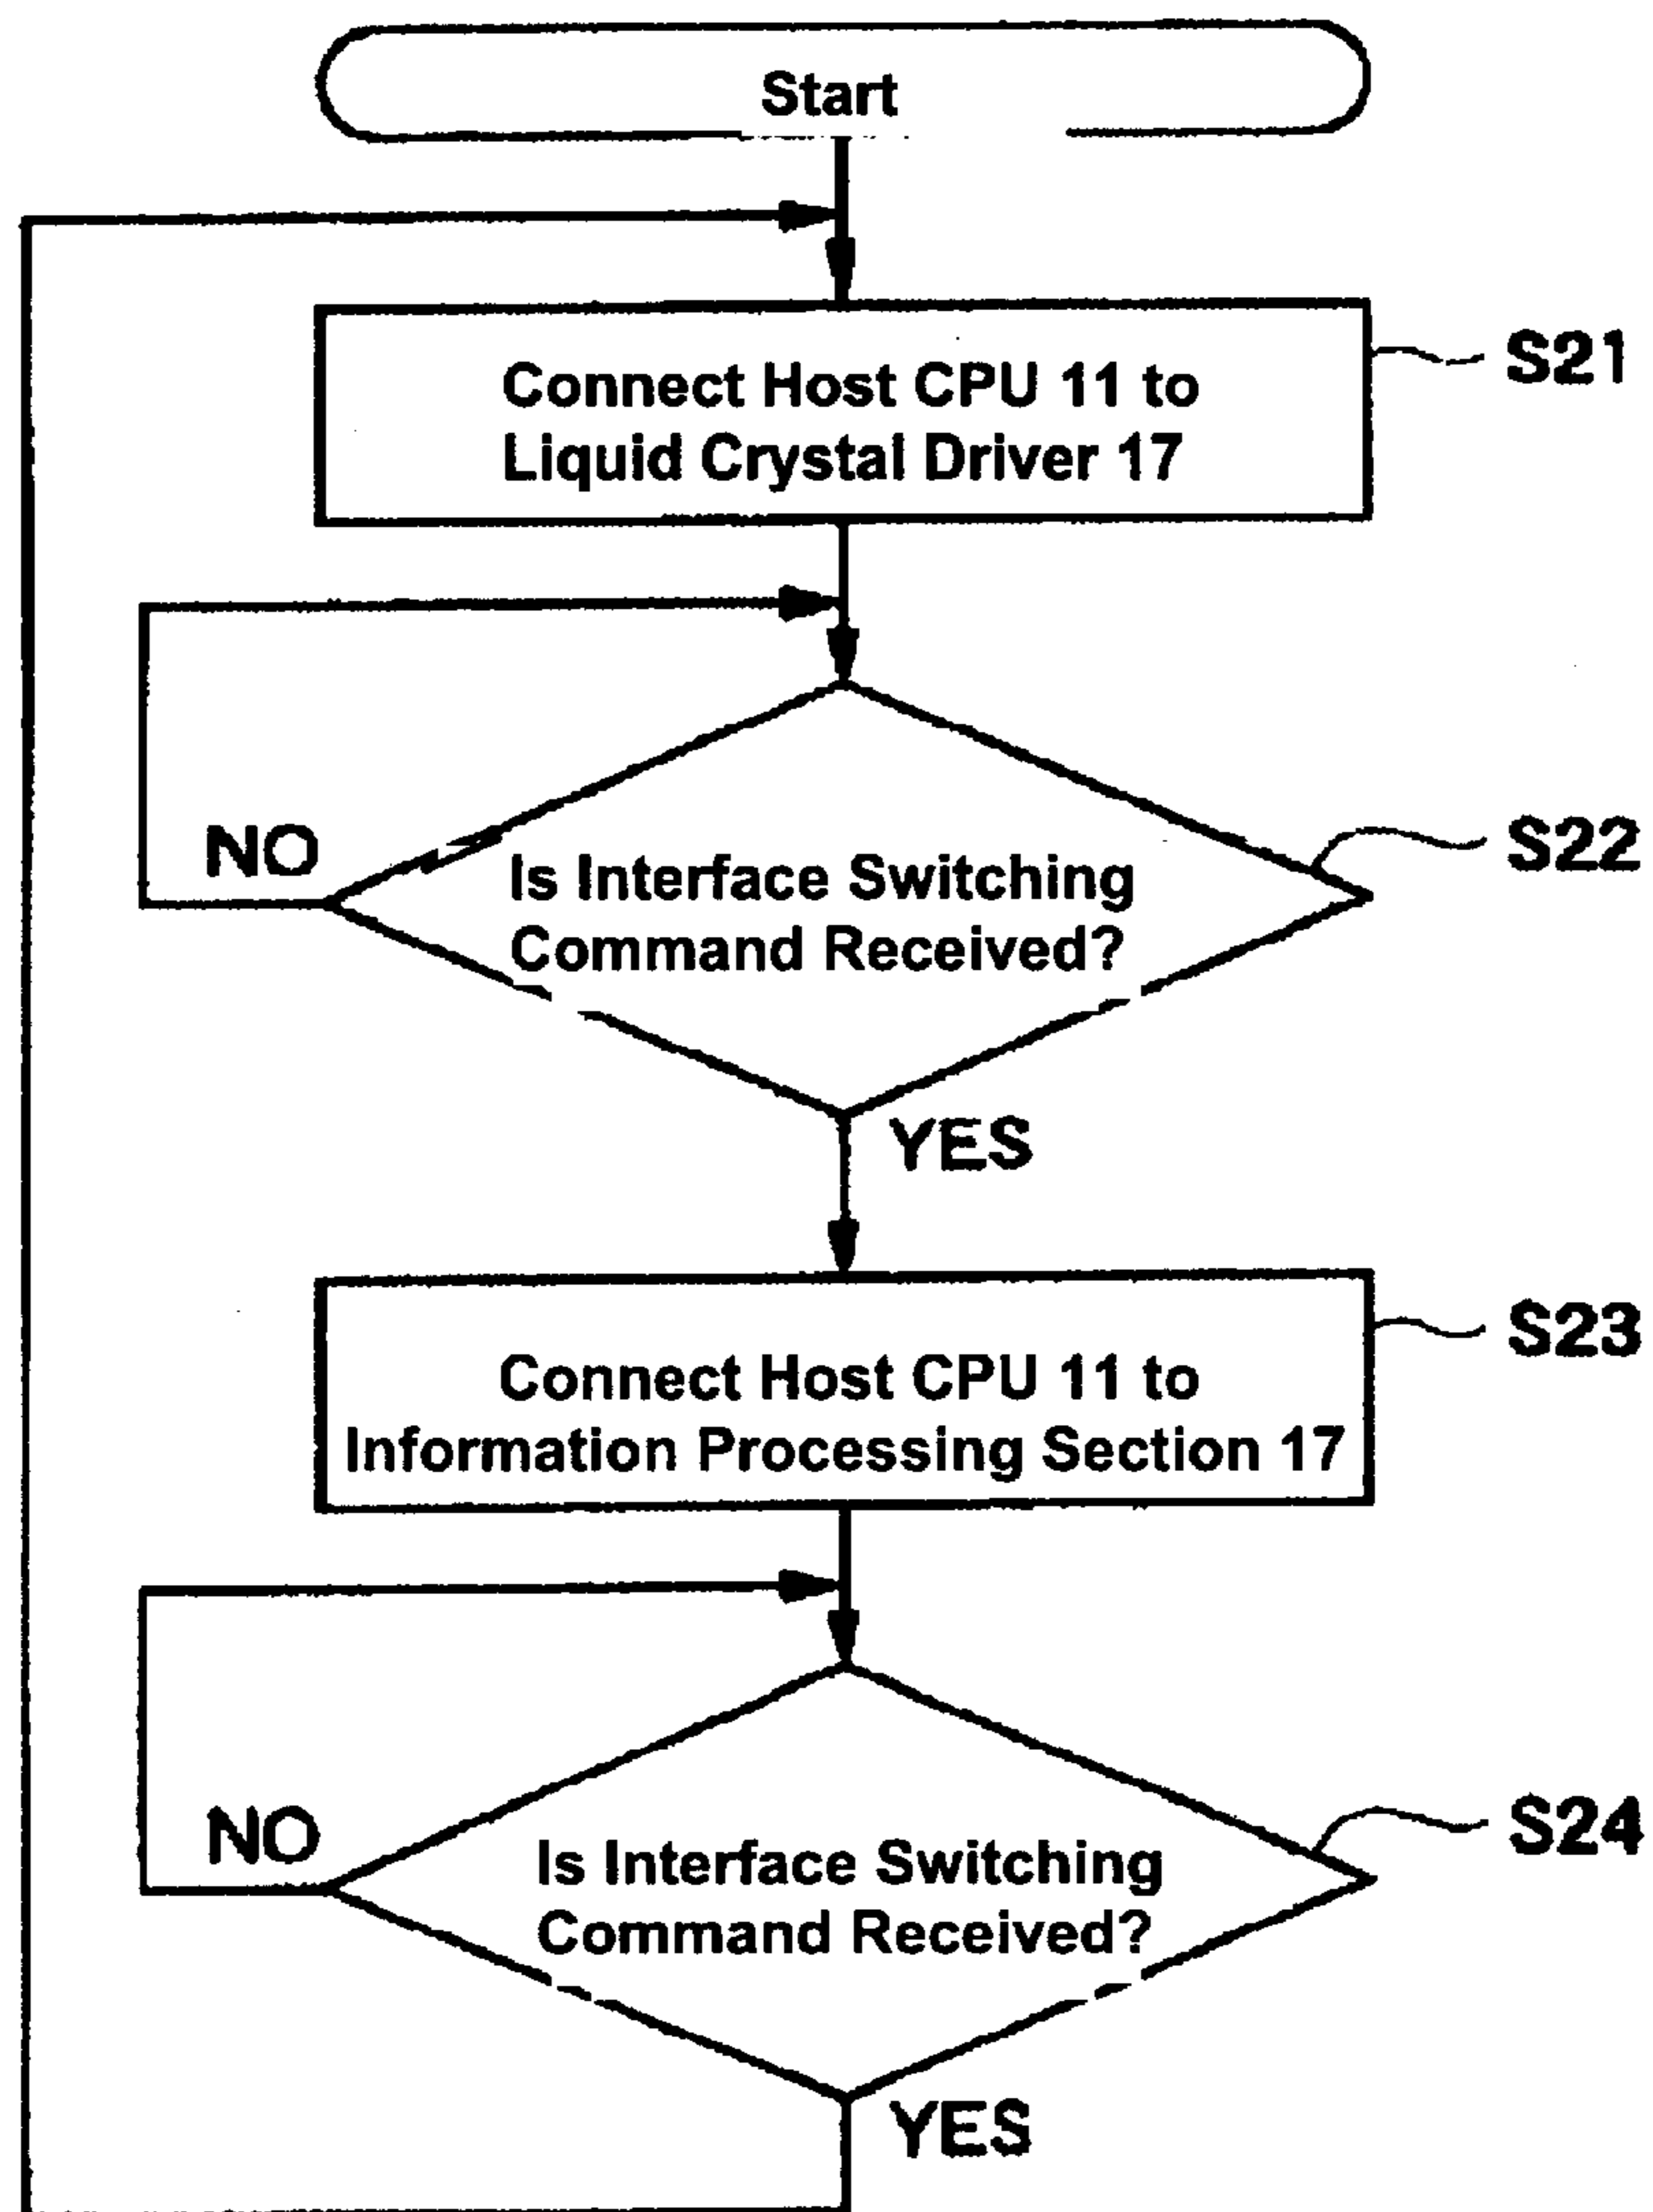 Start
Connect Host CPU 11 to
Liquid Crystal Driver 17
S21
NO
Is Interface Switching
Command Received?
S22
YES
Connect Host CPU 11 to
Information Processing Section 17
S23
NO
Is Interface Switching
Command Received?
S24
YES